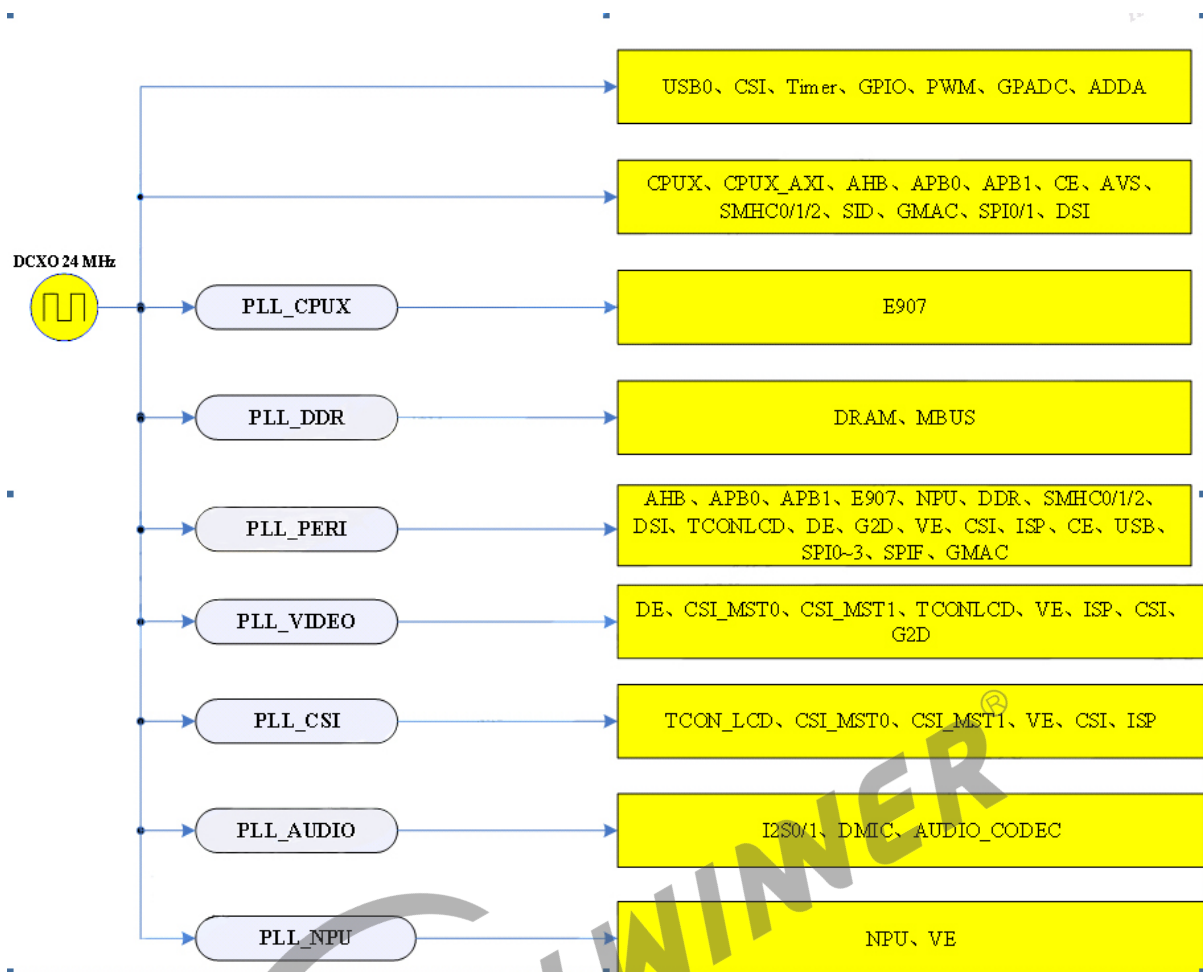 USB0、CSI、Timer、GPIO、PWM、GPADC、ADDA
CPUX、CPUX_AXI、AHB、APB0、APB1、CE、AVS、
SMHC0/1/2、SID、GMAC、SPI0/1、DSI
DCXO 24 MHz
PLL_CPUX
E907
PLL_DDR
DRAM、MBUS
PLL_PERI
AHB、APB0、APB1、E907、NPU、DDR、SMHC0/1/2、
DSI、TCONLCD、DE、G2D、VE、CSI、ISP、CE、USB、
SPI0~3、SPIF、GMAC
PLL_VIDEO
DE、CSI_MST0、CSI_MST1、TCONLCD、VE、ISP、CSI、
G2D
PLL_CSI
TCON_LCD、CSI_MST0、CSI_MST1、VE、CSI、ISP
PLL_AUDIO
I2S0/1、DMIC、AUDIO_CODEC
PLL_NPU
NPU、VE
WINNER®